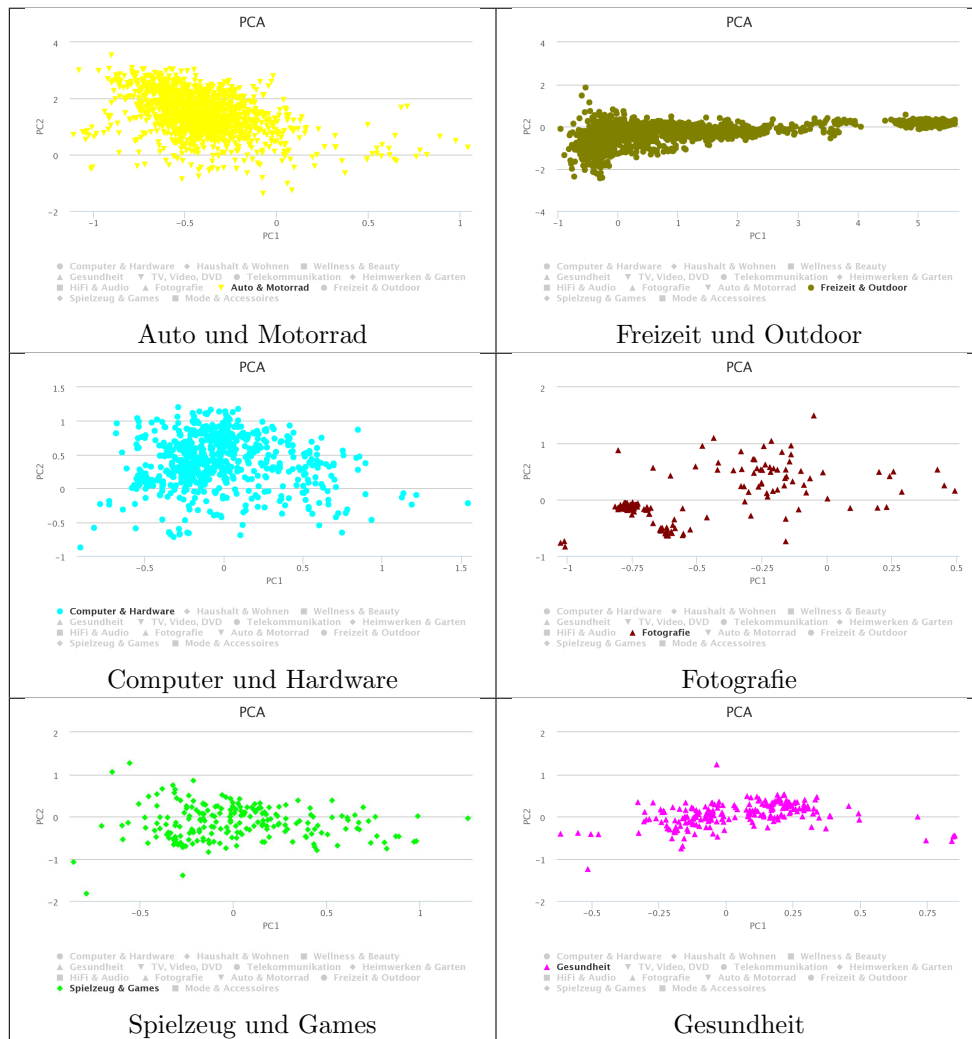 PCA
4
2
0
−2
PC2
−1
−0.5
0
0.5
1
PC1
● Computer & Hardware ◆ Haushalt & Wohnen ■ Wellness & Beauty
▲ Gesundheit ▼ TV, Video, DVD ● Telekommunikation ◆ Heimwerken & Garten
■ HiFi & Audio ▲ Fotografie ▼ Auto & Motorrad ● Freizeit & Outdoor
◆ Spielzeug & Games ■ Mode & Accessoires
Auto und Motorrad
PCA
4
2
0
−2
−4
PC2
−1
0
1
2
3
4
5
PC1
● Computer & Hardware ◆ Haushalt & Wohnen ■ Wellness & Beauty
▲ Gesundheit ▼ TV, Video, DVD ● Telekommunikation ◆ Heimwerken & Garten
■ HiFi & Audio ▲ Fotografie ▼ Auto & Motorrad ● Freizeit & Outdoor
◆ Spielzeug & Games ■ Mode & Accessoires
Freizeit und Outdoor
PCA
1.5
1
0.5
0
−0.5
−1
PC2
−0.5
0
0.5
1
1.5
PC1
● Computer & Hardware ◆ Haushalt & Wohnen ■ Wellness & Beauty
▲ Gesundheit ▼ TV, Video, DVD ● Telekommunikation ◆ Heimwerken & Garten
■ HiFi & Audio ▲ Fotografie ▼ Auto & Motorrad ● Freizeit & Outdoor
◆ Spielzeug & Games ■ Mode & Accessoires
Computer und Hardware
PCA
2
1
0
−1
PC2
−1
−0.75
−0.5
−0.25
0
0.25
0.5
PC1
● Computer & Hardware ◆ Haushalt & Wohnen ■ Wellness & Beauty
▲ Gesundheit ▼ TV, Video, DVD ● Telekommunikation ◆ Heimwerken & Garten
■ HiFi & Audio ▲ Fotografie ▼ Auto & Motorrad ● Freizeit & Outdoor
◆ Spielzeug & Games ■ Mode & Accessoires
Fotografie
PCA
2
1
0
−1
−2
PC2
−0.5
0
0.5
1
PC1
● Computer & Hardware ◆ Haushalt & Wohnen ■ Wellness & Beauty
▲ Gesundheit ▼ TV, Video, DVD ● Telekommunikation ◆ Heimwerken & Garten
■ HiFi & Audio ▲ Fotografie ▼ Auto & Motorrad ● Freizeit & Outdoor
◆ Spielzeug & Games ■ Mode & Accessoires
Spielzeug und Games
PCA
2
1
0
−1
−2
PC2
−0.5
−0.25
0
0.25
0.5
0.75
PC1
● Computer & Hardware ◆ Haushalt & Wohnen ■ Wellness & Beauty
▲ Gesundheit ▼ TV, Video, DVD ● Telekommunikation ◆ Heimwerken & Garten
■ HiFi & Audio ▲ Fotografie ▼ Auto & Motorrad ● Freizeit & Outdoor
◆ Spielzeug & Games ■ Mode & Accessoires
Gesundheit